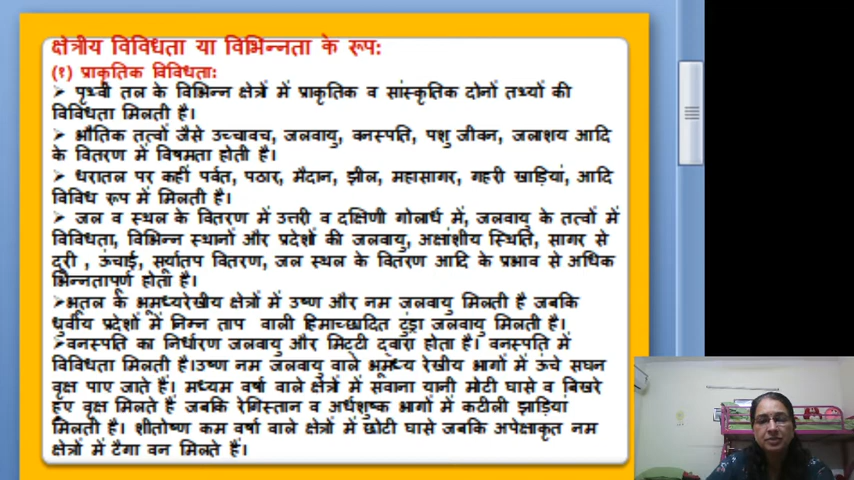 क्षेत्रीय विविधता या विभिन्नता के रूप:
(१) प्राकृतिक विविधता:
➢ पृथ्वी तल के विभिन्न क्षेत्रों में प्राकृतिक व सांस्कृतिक दोनों तथ्यों की
विविधता मिलती है।
➢ भौतिक तत्वों जैसे उच्चावच, जलवायु, वनस्पति, पशु जीवन, जलाशय आदि
के वितरण में विषमता होती है।
➢ धरातल पर कहीं पर्वत, पठार, मैदान, झील, महासागर, गहरी खाड़ियां, आदि
विविध रूप में मिलती है।
➢ जल व स्थल के वितरण में उत्तरी व दक्षिणी गोलार्ध में, जलवायु के तत्वों में
विविधता, विभिन्न स्थानों और प्रदेशों की जलवायु, अक्षांशीय स्थिति, सागर से
दूरी , ऊंचाई, सूर्यातप वितरण, जल स्थल के वितरण आदि के प्रभाव से अधिक
भिन्नतापूर्ण होता है।
➢भूतल के भूमध्यरेखीय क्षेत्रों में उष्ण और नम जलवायु मिलती है जबकि
ध्रुवीय प्रदेशों में निम्न ताप वाली हिमाच्छादित टुंड्रा जलवायु मिलती है।
➢वनस्पति का निर्धारण जलवायु और मिट्टी द्वारा होता है। वनस्पति में
विविधता मिलती है।उष्ण नम जलवायु वाले भूमध्य रेखीय भागों में ऊंचे सघन
वृक्ष पाए जाते हैं। मध्यम वर्षा वाले क्षेत्रों में सवाना यानी मोटी घासे व बिखरे
हुए वृक्ष मिलते हैं जबकि रेगिस्तान व अर्धशुष्क भागों में कटीली झाड़ियां
मिलती है। शीतोष्ण कम वर्षा वाले क्षेत्रों में छोटी घासे जबकि अपेक्षाकृत नम
क्षेत्रों में टैगा वन मिलते हैं।